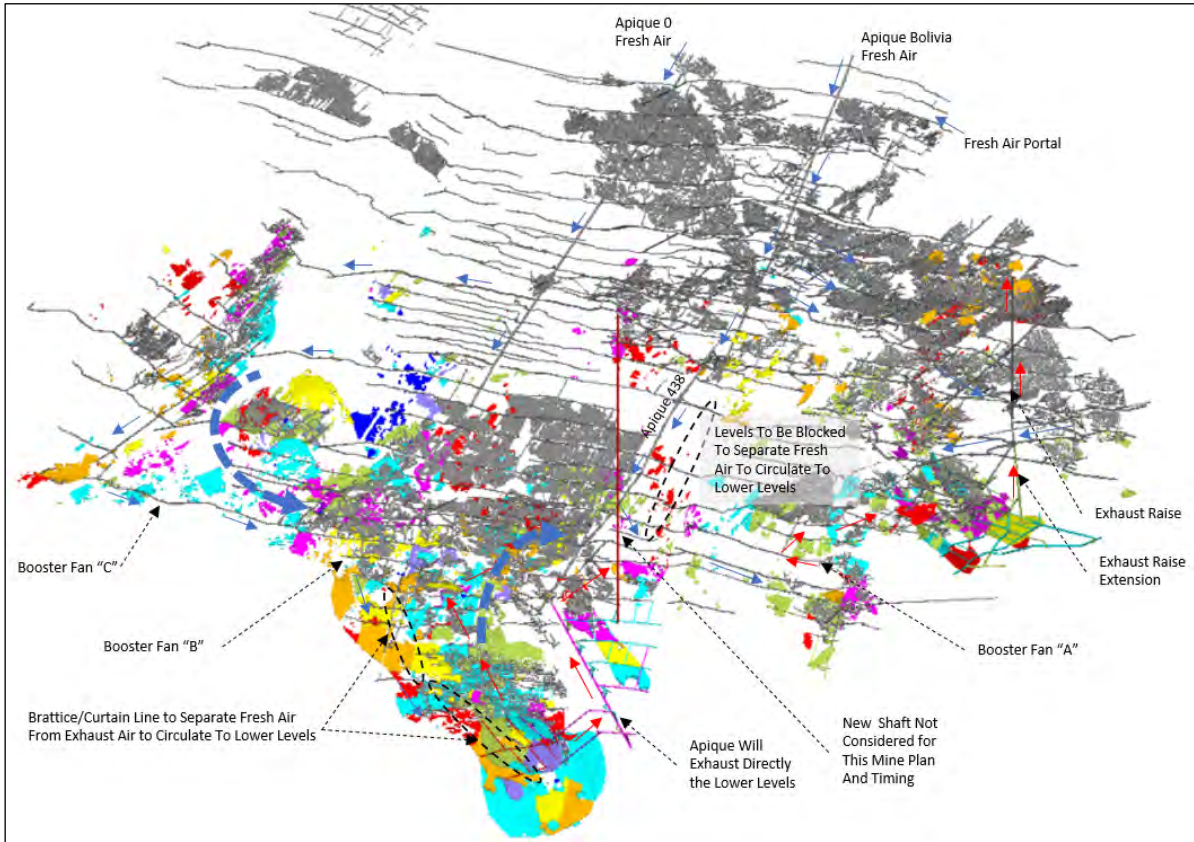 Apique 0
Fresh Air
Apique Bolivia
Fresh Air
Fresh Air Portal
Apique 438
Levels To Be Blocked
To Separate Fresh
Air To Circulate To
Lower Levels
Exhaust Raise
Exhaust Raise
Extension
Booster Fan "C"
Booster Fan "B"
Booster Fan "A"
Brattice/Curtain Line to Separate Fresh Air
From Exhaust Air to Circulate To Lower Levels
Apique Will
Exhaust Directly
the Lower Levels
New Shaft Not
Considered for
This Mine Plan
And Timing